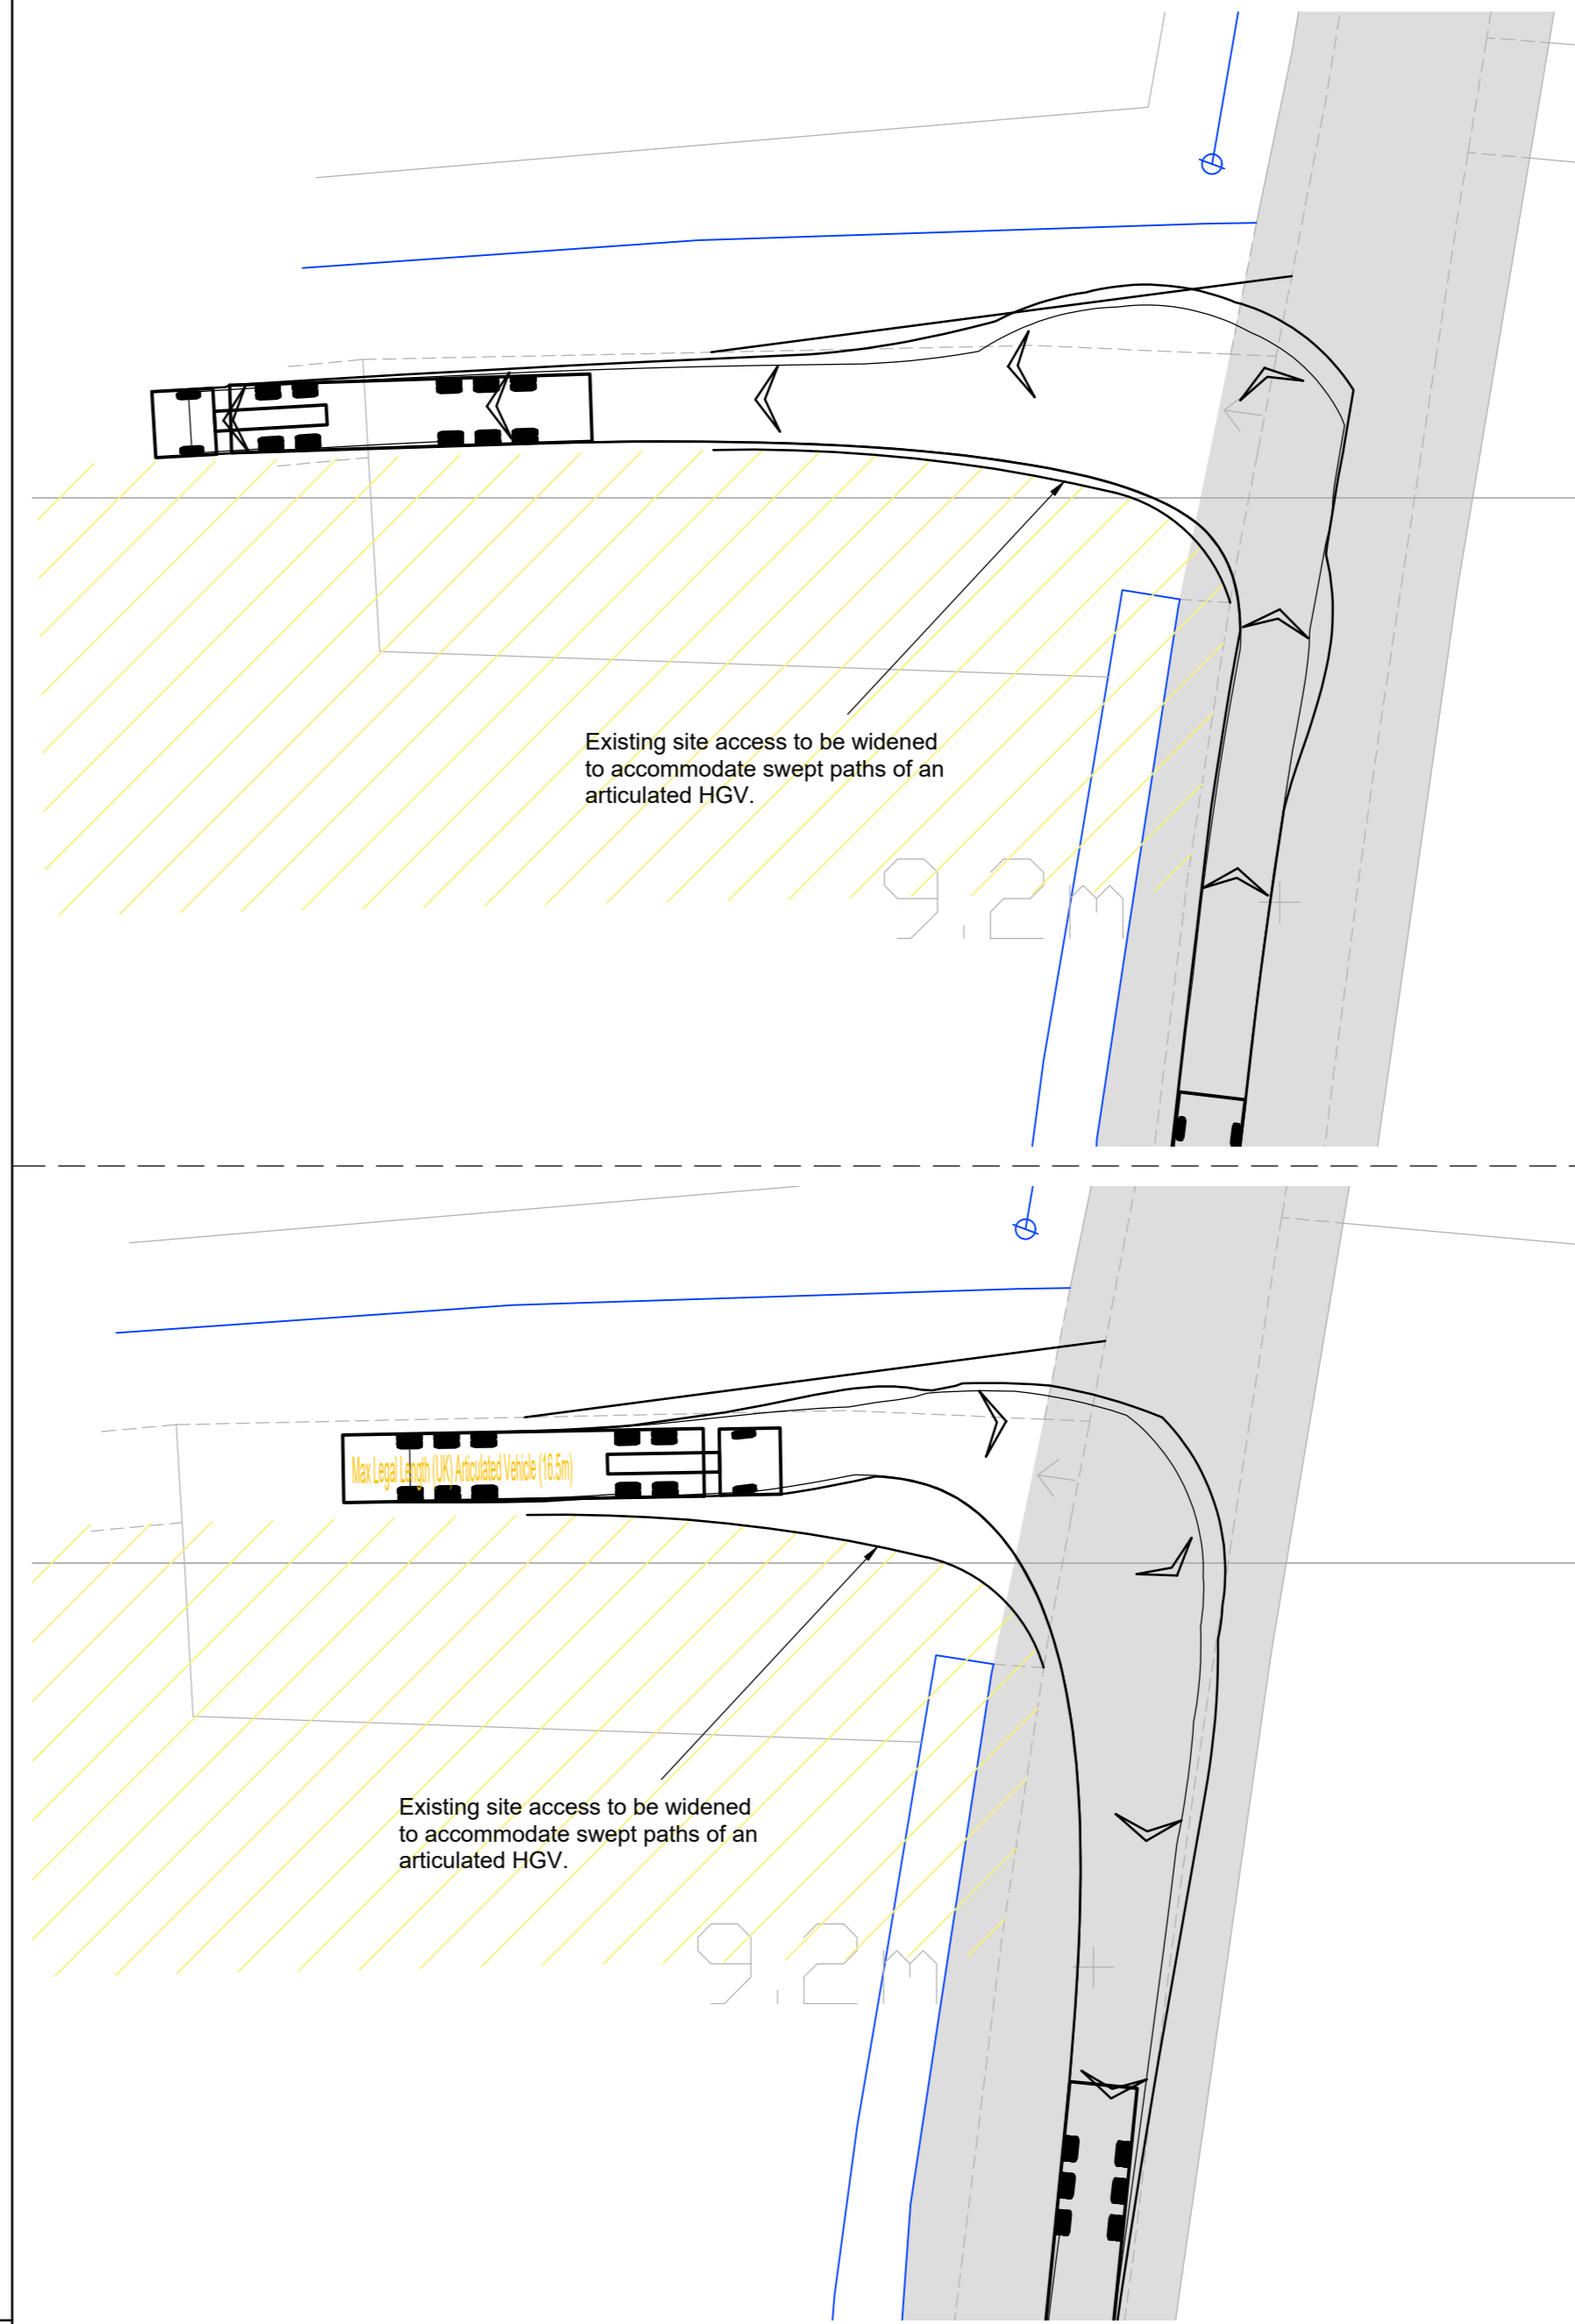 Existing site access to be widened
to accommodate swept paths of an
articulated HGV.
9.2m
Max Legal Length (UK) Articulated Vehicle (16.5m)
Existing site access to be widened
to accommodate swept paths of an
articulated HGV.
9.2m